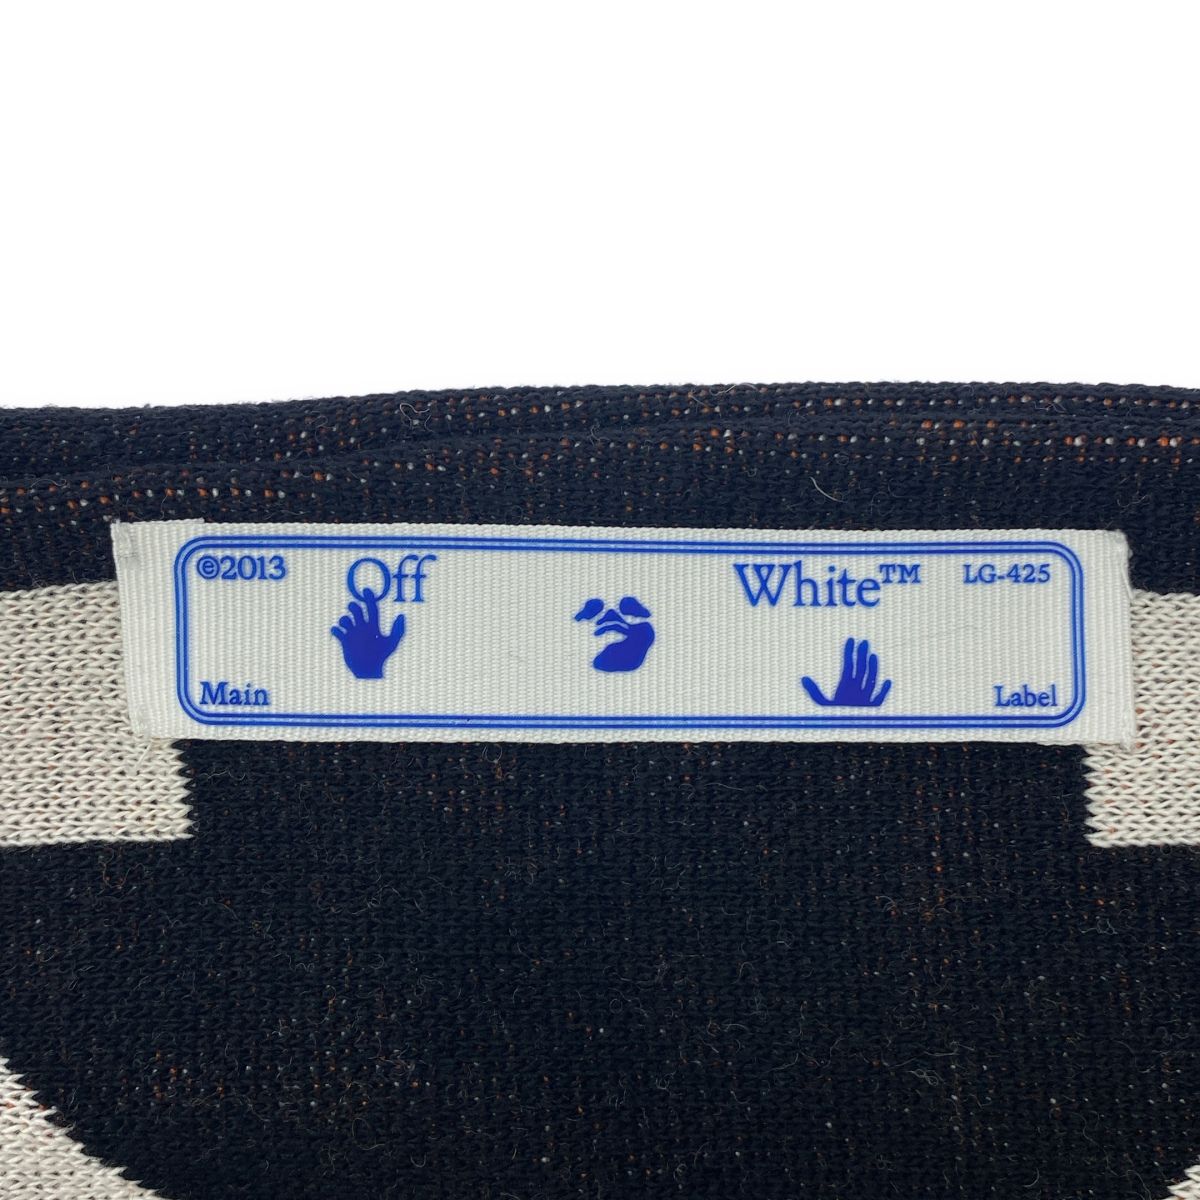 ©2013 Off White™ LG-425
Main Label